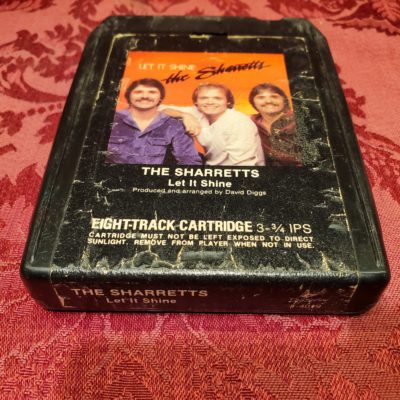 LET IT SHINE
the Sharretts
THE SHARRETTS
Let It Shine
Produced and arranged by David Diggs
EIGHT-TRACK CARTRIDGE 3-¾ IPS
CARTRIDGE MUST NOT BE LEFT EXPOSED TO DIRECT
SUNLIGHT. REMOVE FROM PLAYER WHEN NOT IN USE.
THE SHARRETTS
Let It Shine